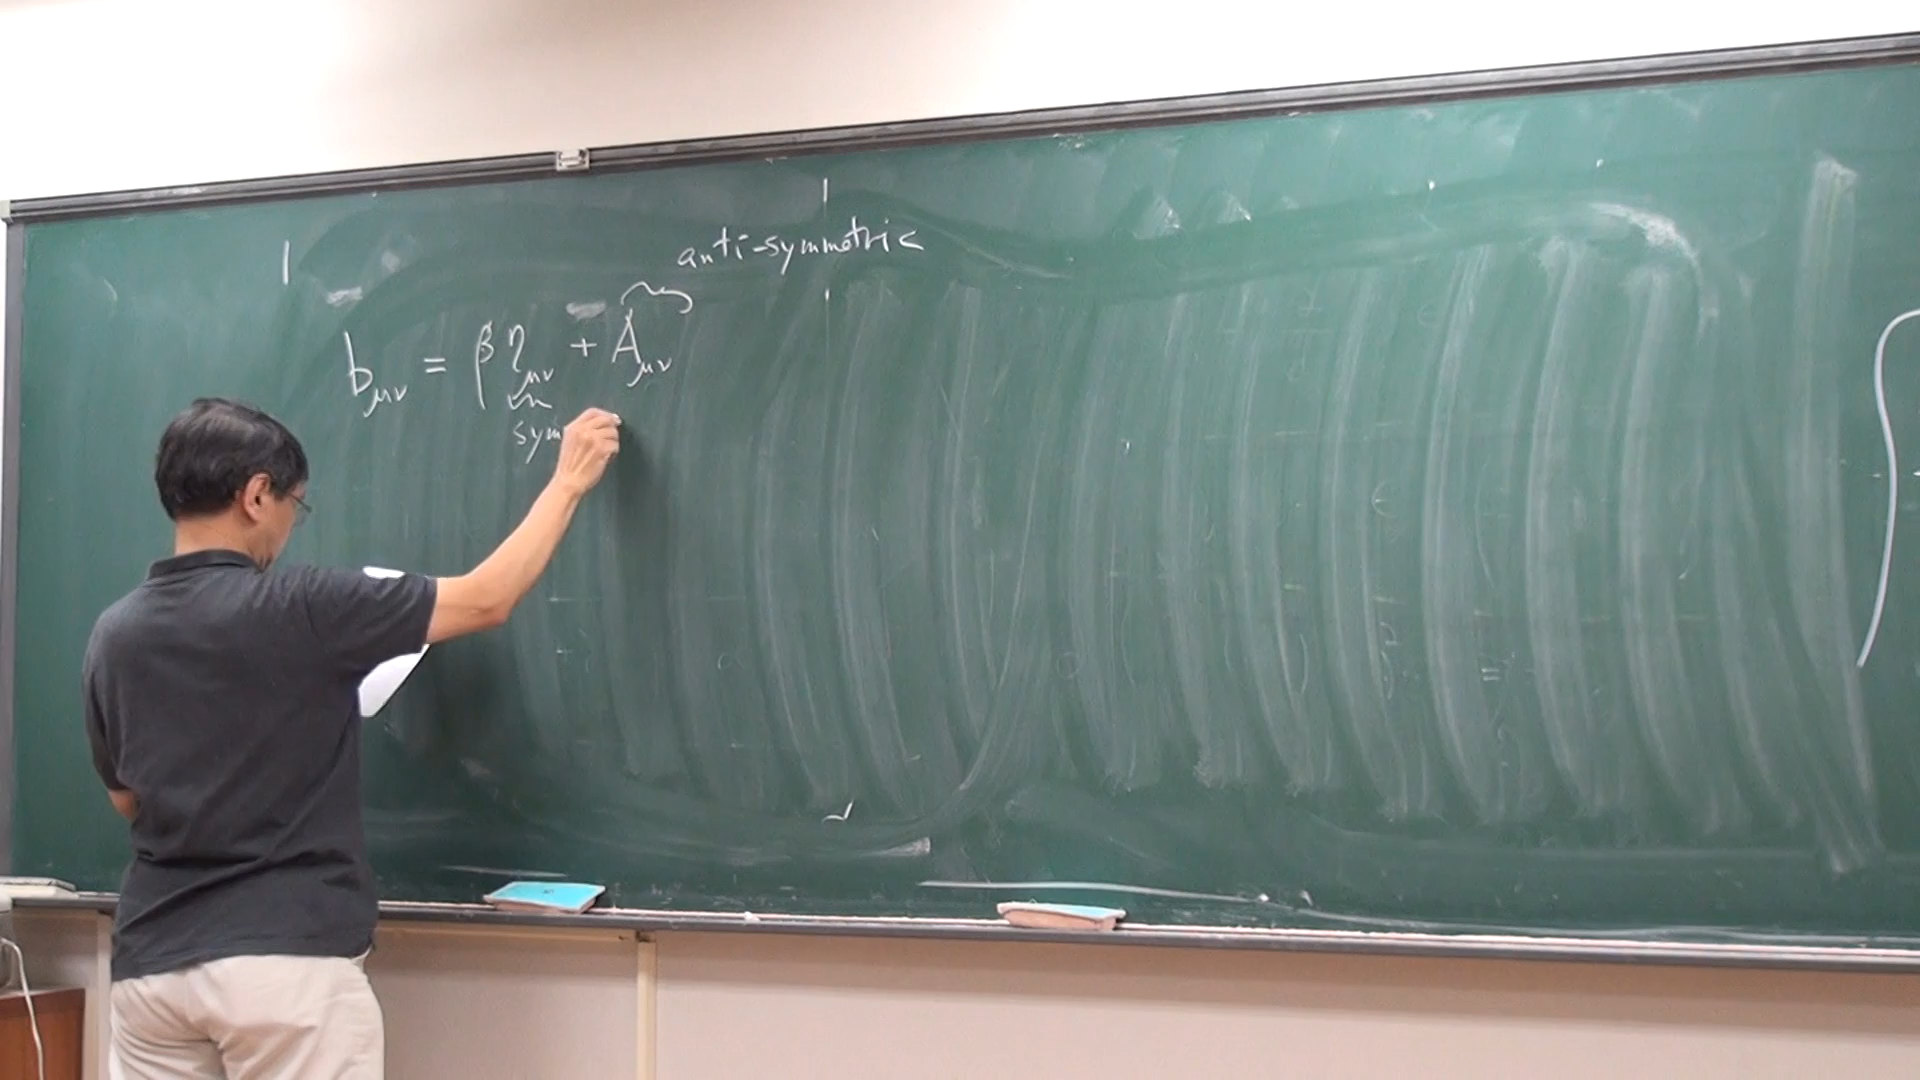 anti-symmetric
b_μν = β η_μν + A_μν
sym